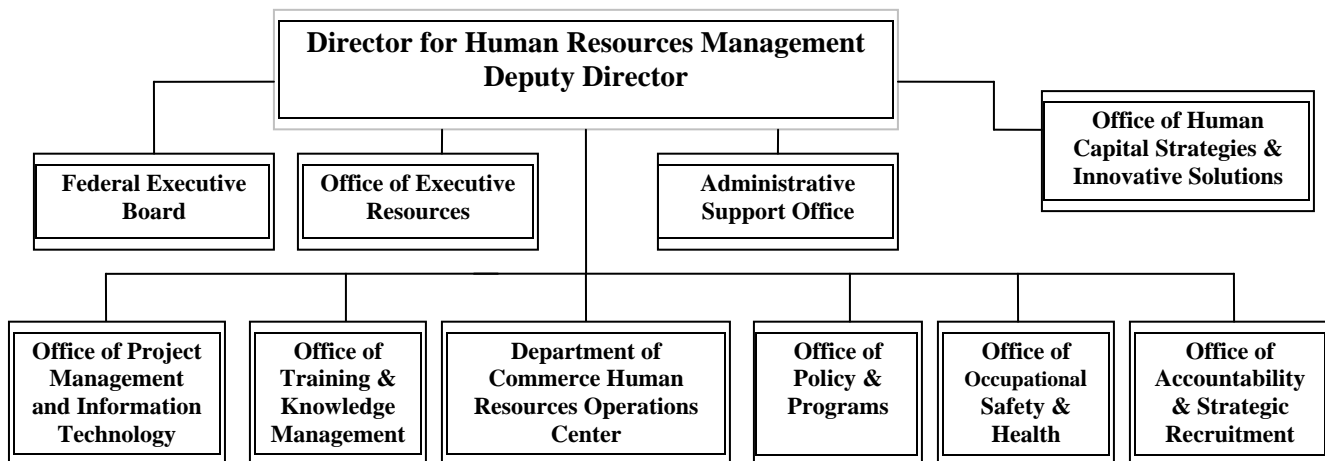 Director for Human Resources Management
Deputy Director
Office of Human
Capital Strategies &
Innovative Solutions
Federal Executive
Board
Office of Executive
Resources
Administrative
Support Office
Office of Project
Management
and Information
Technology
Office of
Training &
Knowledge
Management
Department of
Commerce Human
Resources Operations
Center
Office of
Policy &
Programs
Office of
Occupational
Safety &
Health
Office of
Accountability
& Strategic
Recruitment